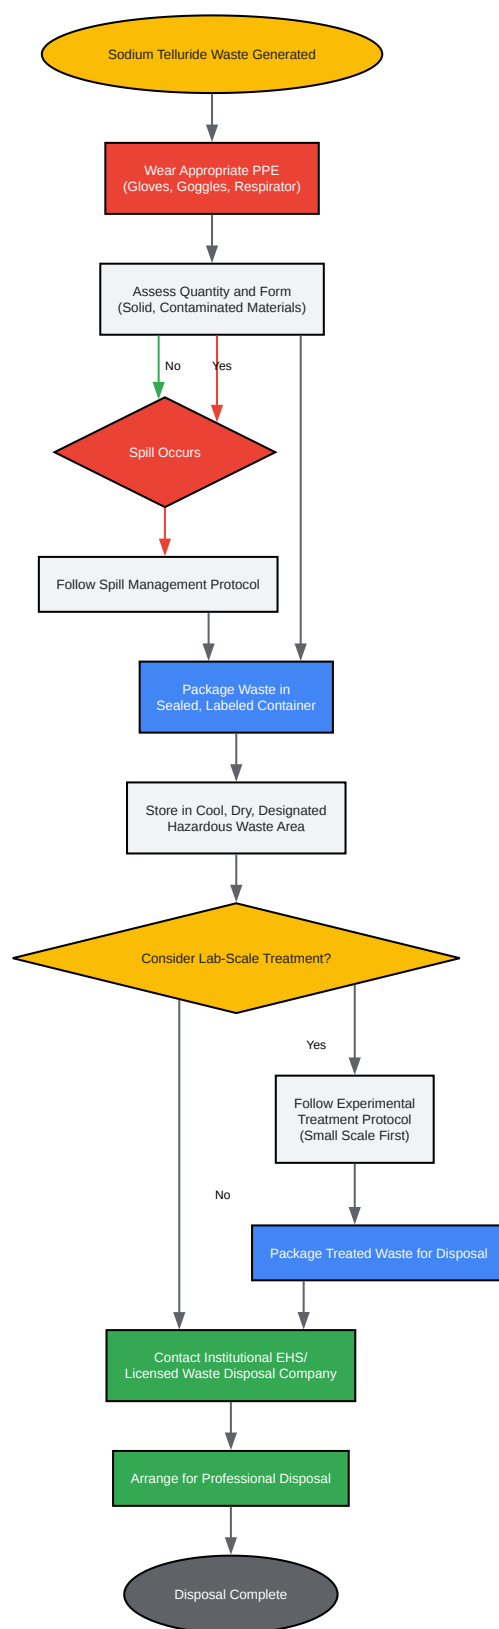 Sodium Telluride Waste Generated
Wear Appropriate PPE
(Gloves, Goggles, Respirator)
Assess Quantity and Form
(Solid, Contaminated Materials)
No
Yes
Spill Occurs
Follow Spill Management Protocol
Package Waste in
Sealed, Labeled Container
Store in Cool, Dry, Designated
Hazardous Waste Area
Consider Lab-Scale Treatment?
Yes
Follow Experimental
Treatment Protocol
(Small Scale First)
No
Package Treated Waste for Disposal
Contact Institutional EHS/
Licensed Waste Disposal Company
Arrange for Professional Disposal
Disposal Complete